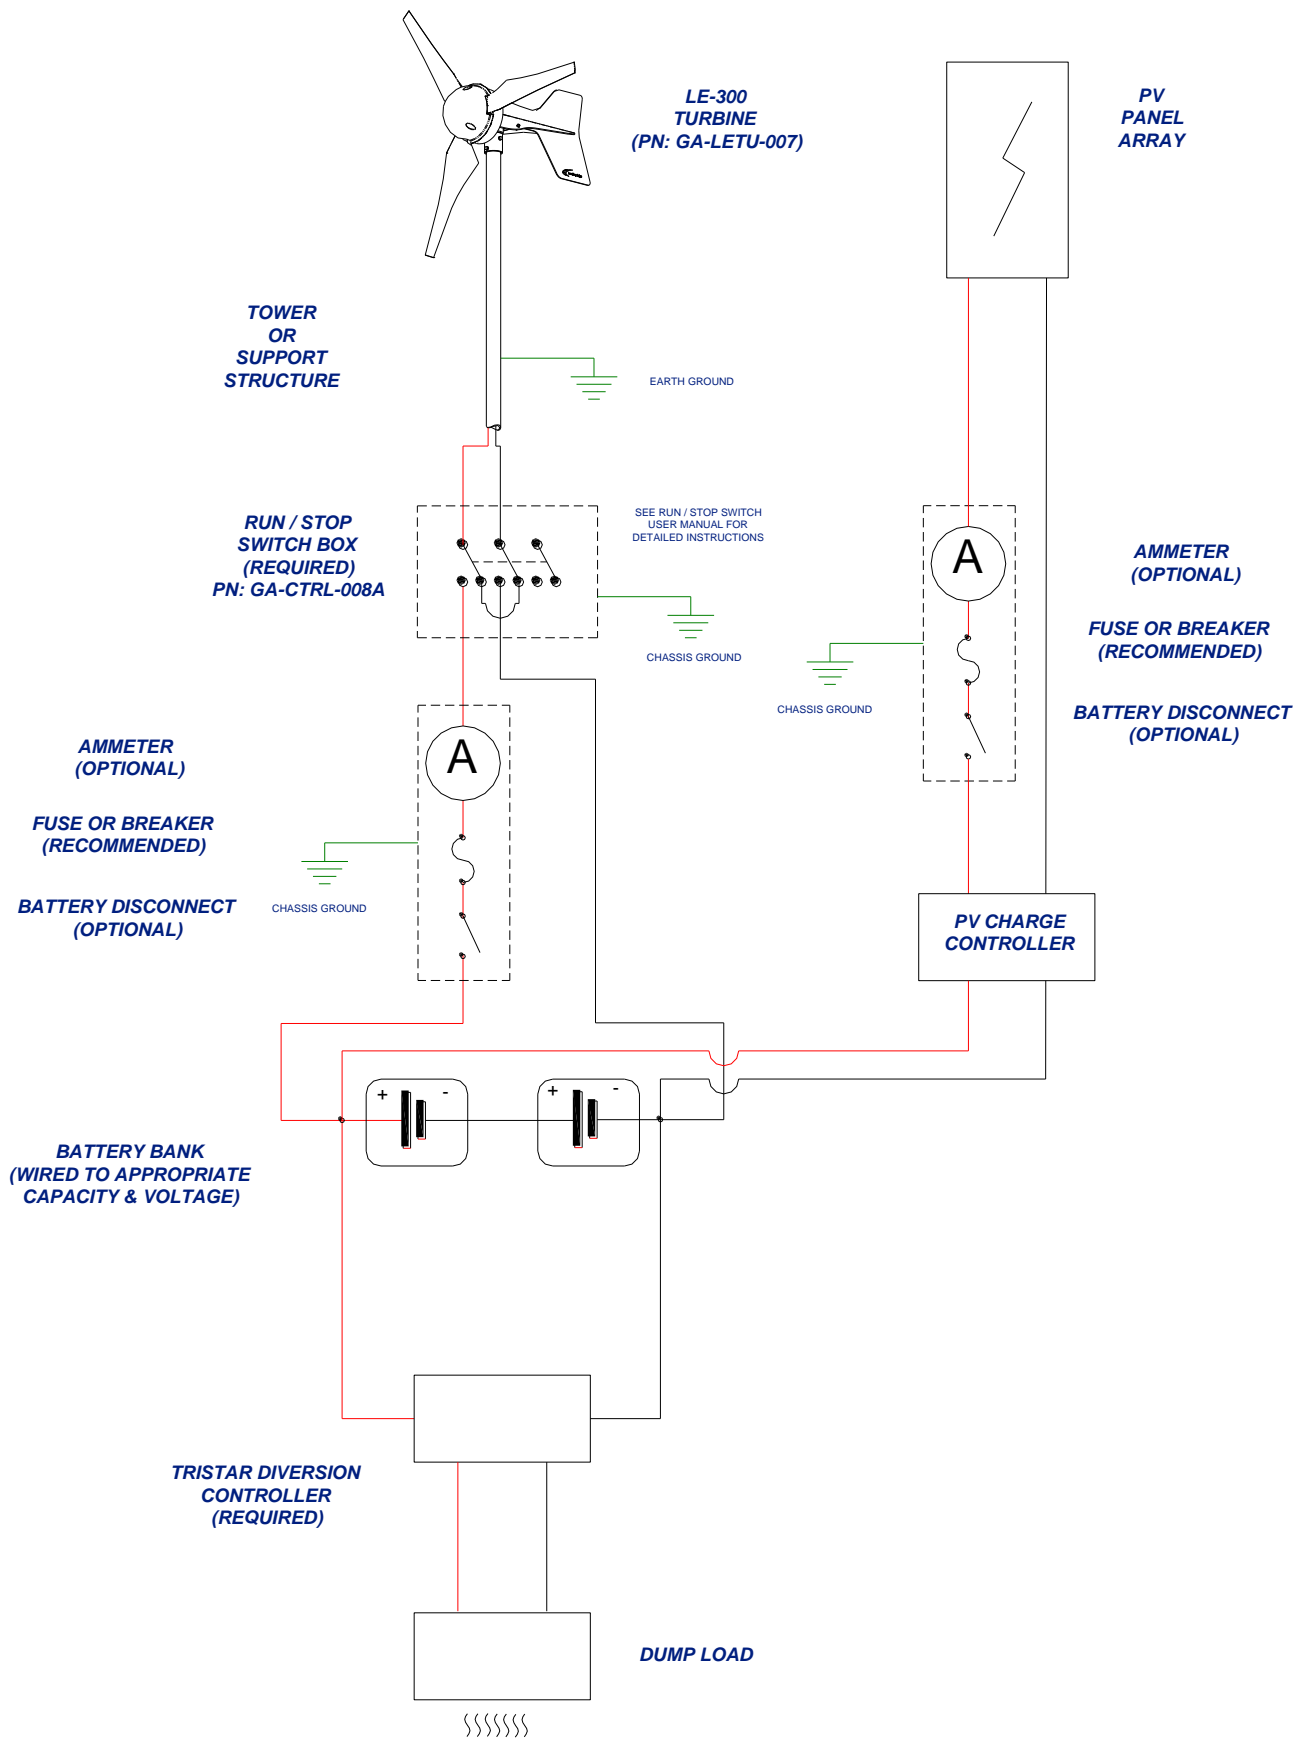 LE-300
TURBINE
(PN: GA-LETU-007)
PV
PANEL
ARRAY
TOWER
OR
SUPPORT
STRUCTURE
EARTH GROUND
RUN / STOP
SWITCH BOX
(REQUIRED)
PN: GA-CTRL-008A
SEE RUN / STOP SWITCH
USER MANUAL FOR
DETAILED INSTRUCTIONS
CHASSIS GROUND
A
AMMETER
(OPTIONAL)
FUSE OR BREAKER
(RECOMMENDED)
BATTERY DISCONNECT
(OPTIONAL)
CHASSIS GROUND
A
AMMETER
(OPTIONAL)
FUSE OR BREAKER
(RECOMMENDED)
BATTERY DISCONNECT
(OPTIONAL)
CHASSIS GROUND
PV CHARGE
CONTROLLER
+ -
+ -
BATTERY BANK
(WIRED TO APPROPRIATE
CAPACITY & VOLTAGE)
TRISTAR DIVERSION
CONTROLLER
(REQUIRED)
DUMP LOAD